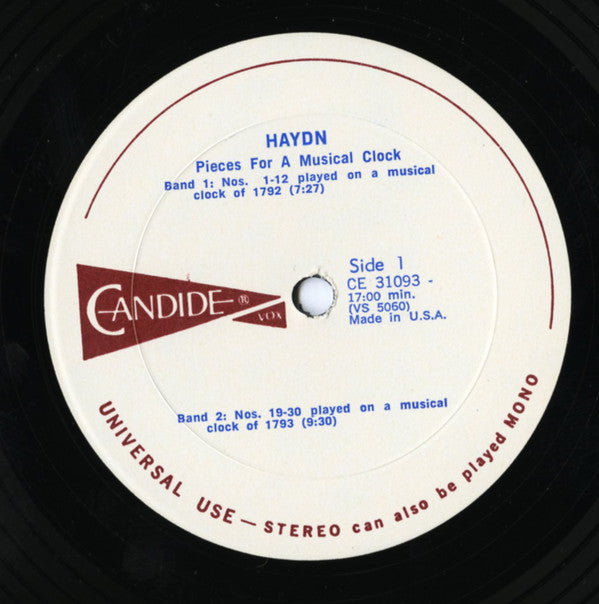 HAYDN
Pieces For A Musical Clock
Band 1: Nos. 1-12 played on a musical
clock of 1792 (7:27)
Side 1
CE 31093 -
17:00 min.
(VS 5060)
Made in U.S.A.
CANDIDE ®
VOX
Band 2: Nos. 19-30 played on a musical
clock of 1793 (9:30)
UNIVERSAL USE — STEREO can also be played MONO